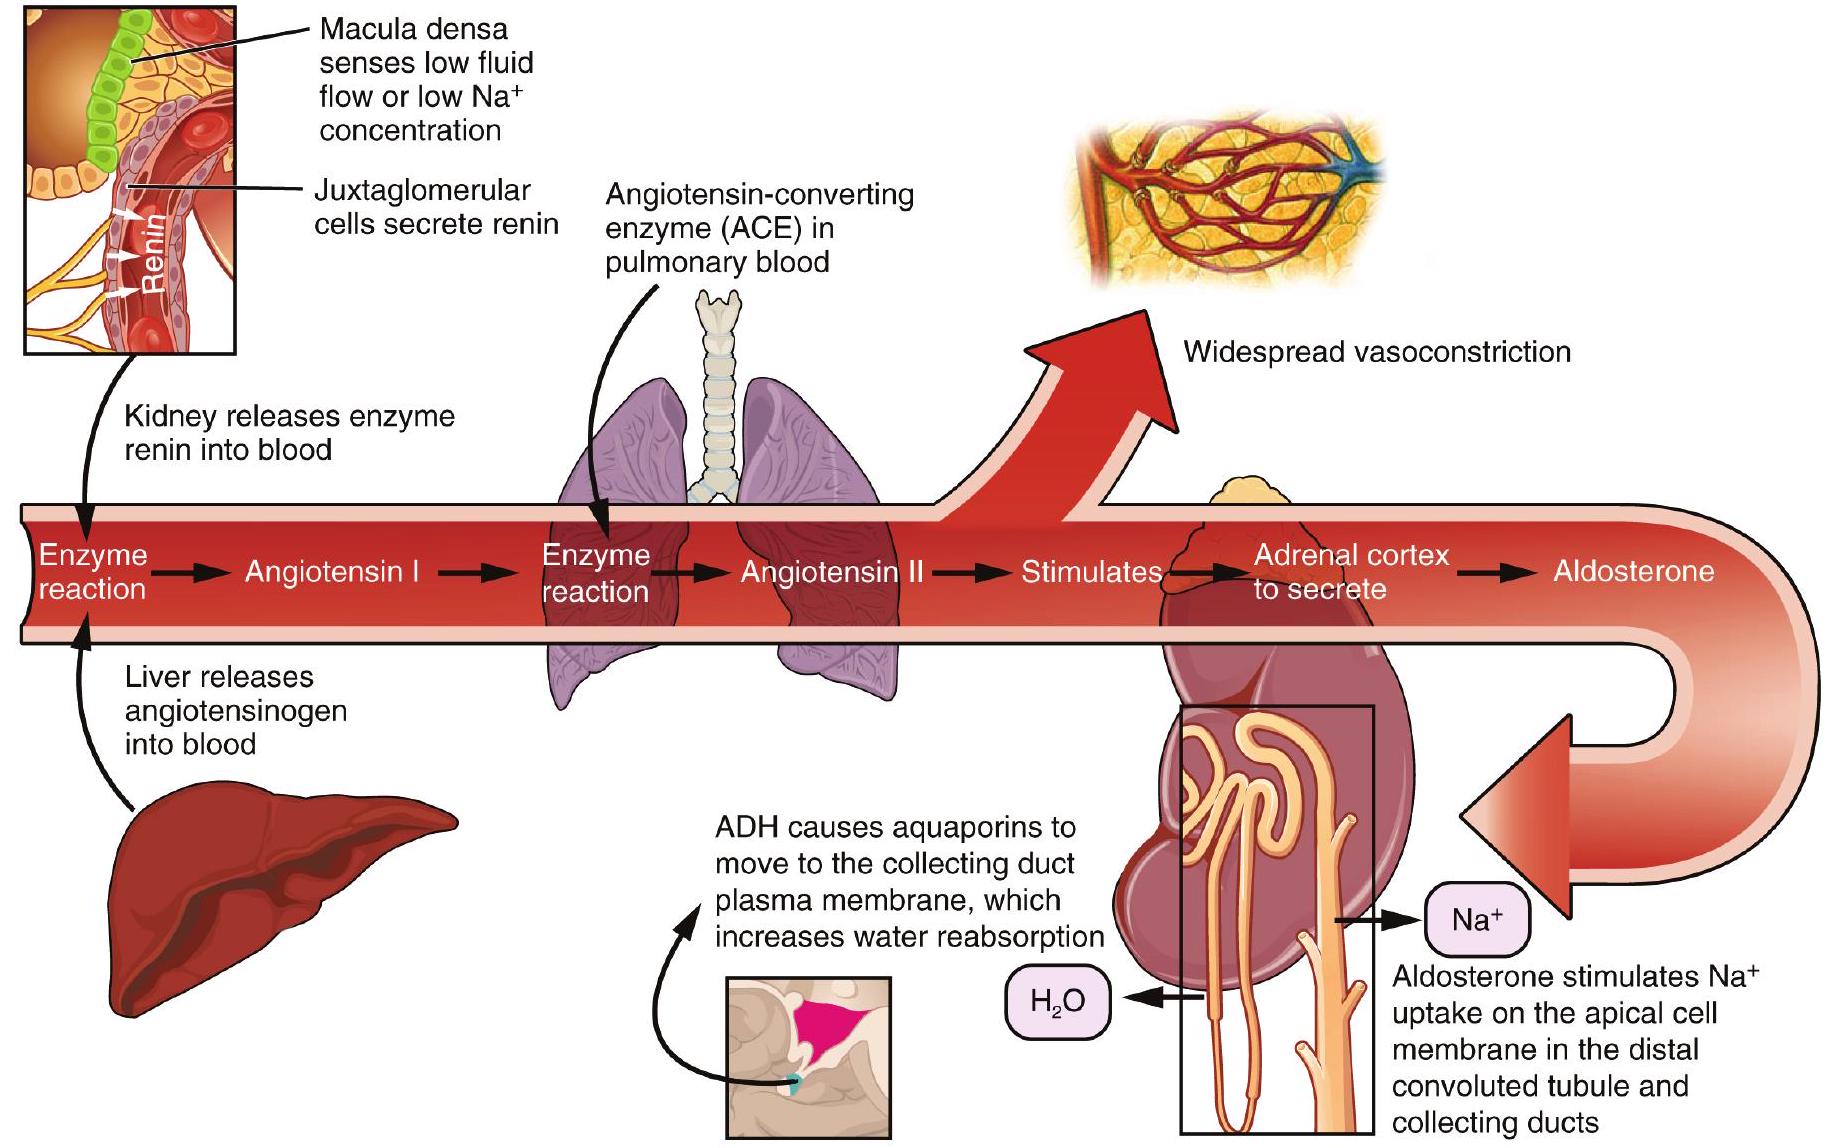 Macula densa
senses low fluid
flow or low Na⁺
concentration
Juxtaglomerular
cells secrete renin
Renin
Angiotensin-converting
enzyme (ACE) in
pulmonary blood
Widespread vasoconstriction
Kidney releases enzyme
renin into blood
Enzyme
reaction
Angiotensin I
Enzyme
reaction
Angiotensin II
Stimulates
Adrenal cortex
to secrete
Aldosterone
Liver releases
angiotensinogen
into blood
ADH causes aquaporins to
move to the collecting duct
plasma membrane, which
increases water reabsorption
H₂O
Na⁺
Aldosterone stimulates Na⁺
uptake on the apical cell
membrane in the distal
convoluted tubule and
collecting ducts